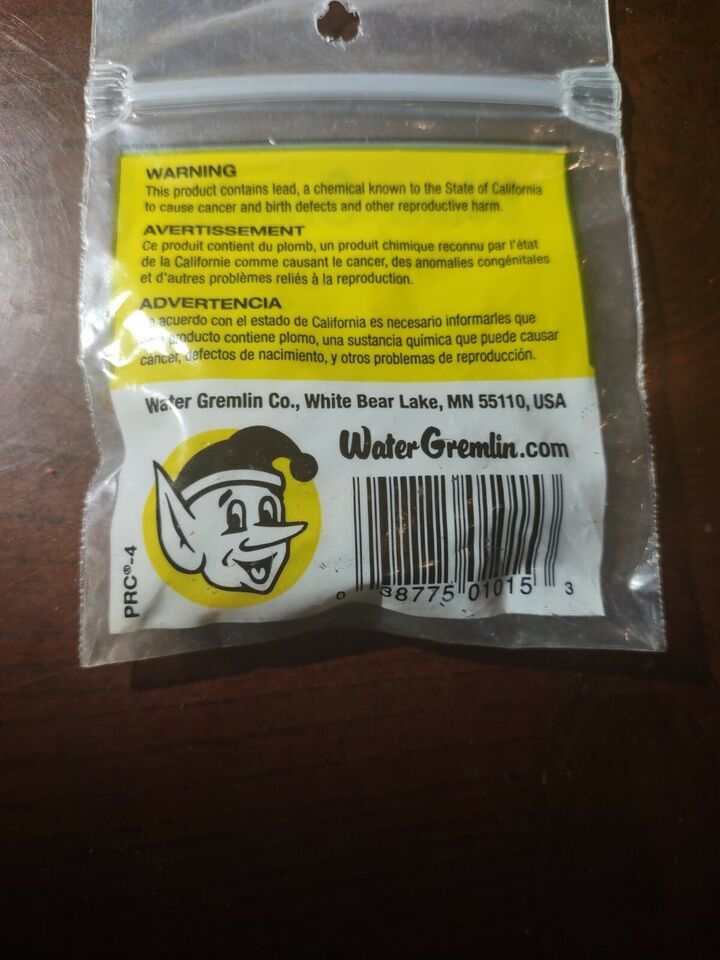 WARNING
This product contains lead, a chemical known to the State of California
to cause cancer and birth defects and other reproductive harm.
AVERTISSEMENT
Ce produit contient du plomb, un produit chimique reconnu par l'état
de la Californie comme causant le cancer, des anomalies congénitales
et d'autres problèmes reliés à la reproduction.
ADVERTENCIA
acuerdo con el estado de California es necesario informarles que
producto contiene plomo, una sustancia química que puede causar
cáncer, defectos de nacimiento, y otros problemas de reproducción.
Water Gremlin Co., White Bear Lake, MN 55110, USA
Water Gremlin.com
PRC®-4
0 38775 01015 3